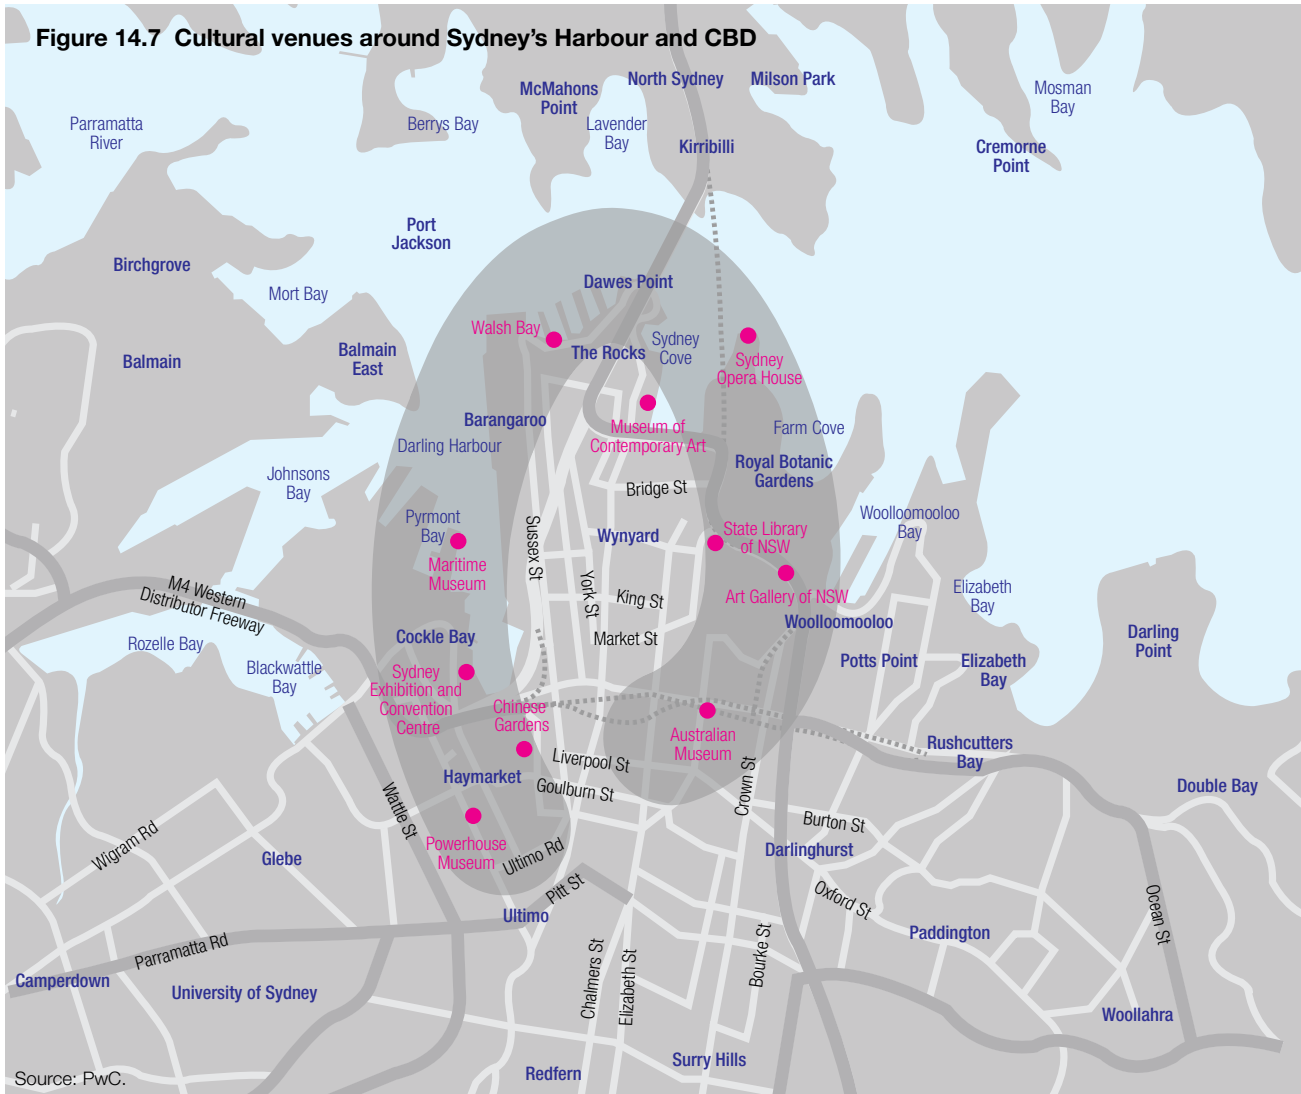 Figure 14.7 Cultural venues around Sydney's Harbour and CBD
North Sydney
Milson Park
McMahons
Point
Mosman
Bay
Parramatta
River
Berrys Bay
Lavender
Bay
Kirribilli
Cremorne
Point
Port
Jackson
Birchgrove
Dawes Point
Mort Bay
Walsh Bay
The Rocks
Sydney
Cove
Sydney
Opera House
Balmain
Balmain
East
Barangaroo
Museum of
Contemporary Art
Farm Cove
Darling Harbour
Royal Botanic
Gardens
Johnsons
Bay
Bridge St
Pyrmont
Bay
Sussex St
Wynyard
State Library
of NSW
Woolloomooloo
Bay
Maritime
Museum
York St
King St
Art Gallery of NSW
Elizabeth
Bay
M4 Western
Distributor Freeway
Woolloomooloo
Rozelle Bay
Cockle Bay
Market St
Darling
Point
Blackwattle
Bay
Potts Point
Elizabeth
Bay
Sydney
Exhibition and
Convention
Centre
Chinese
Gardens
Australian
Museum
Rushcutters
Bay
Liverpool St
Haymarket
Goulburn St
Crown St
Double Bay
Wattle St
Burton St
Wigram Rd
Glebe
Powerhouse
Museum
Ultimo Rd
Darlinghurst
Pitt St
Oxford St
Ocean St
Ultimo
Paddington
Parramatta Rd
Bourke St
Chalmers St
Elizabeth St
Camperdown
University of Sydney
Woollahra
Surry Hills
Redfern
Source: PwC.